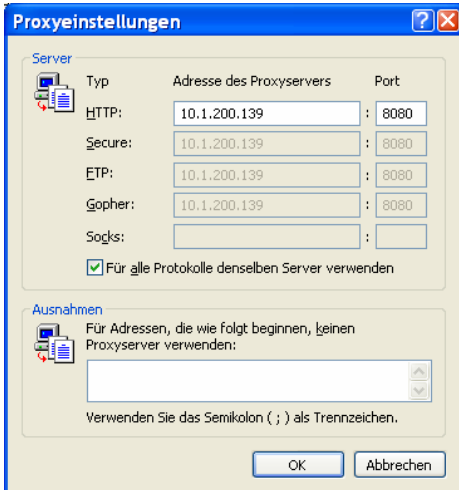 Proxyeinstellungen
Server
Typ Adresse des Proxyservers Port
HTTP: 10.1.200.139 : 8080
Secure: 10.1.200.139 : 8080
FTP: 10.1.200.139 : 8080
Gopher: 10.1.200.139 : 8080
Socks: :
Für alle Protokolle denselben Server verwenden
Ausnahmen
Für Adressen, die wie folgt beginnen, keinen
Proxyserver verwenden:
Verwenden Sie das Semikolon ( ; ) als Trennzeichen.
OK Abbrechen